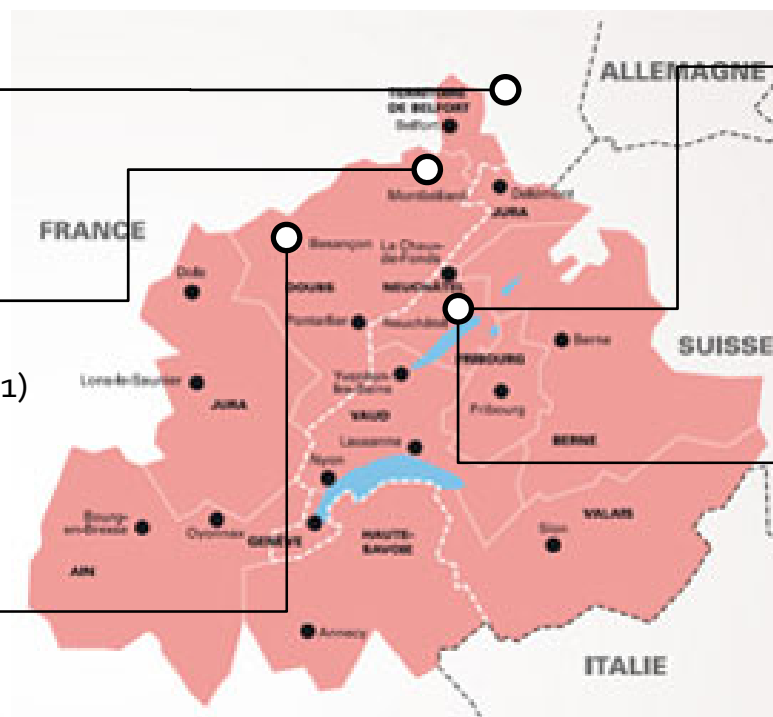 ALLEMAGNE
TERRITOIRE
DE BELFORT
Belfort
Montbéliard
Delémont
JURA
FRANCE
Besançon
La Chaux-
de-Fonds
Dole
DOUBS
NEUCHÂTEL
Pontarlier
Neuchâtel
Berne
SUISSE
FRIBOURG
Yverdon-
les-Bains
1)
Lons-le-Saunier
JURA
Fribourg
VAUD
Lausanne
BERNE
Nyon
VALAIS
Bourg-
en-Bresse
Oyonnax
GENÈVE
HAUTE-
SAVOIE
Sion
AIN
Annecy
ITALIE